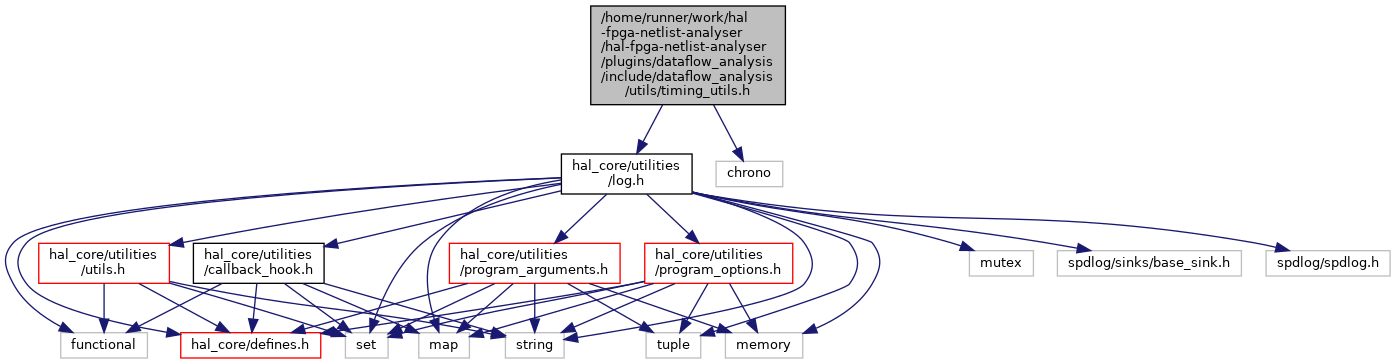 /home/runner/work/hal
-fpga-netlist-analyser
/hal-fpga-netlist-analyser
/plugins/dataflow_analysis
/include/dataflow_analysis
/utils/timing_utils.h
hal_core/utilities
/log.h
chrono
hal_core/utilities
/utils.h
hal_core/utilities
/callback_hook.h
hal_core/utilities
/program_arguments.h
hal_core/utilities
/program_options.h
mutex
spdlog/sinks/base_sink.h
spdlog/spdlog.h
functional
hal_core/defines.h
set
map
string
tuple
memory